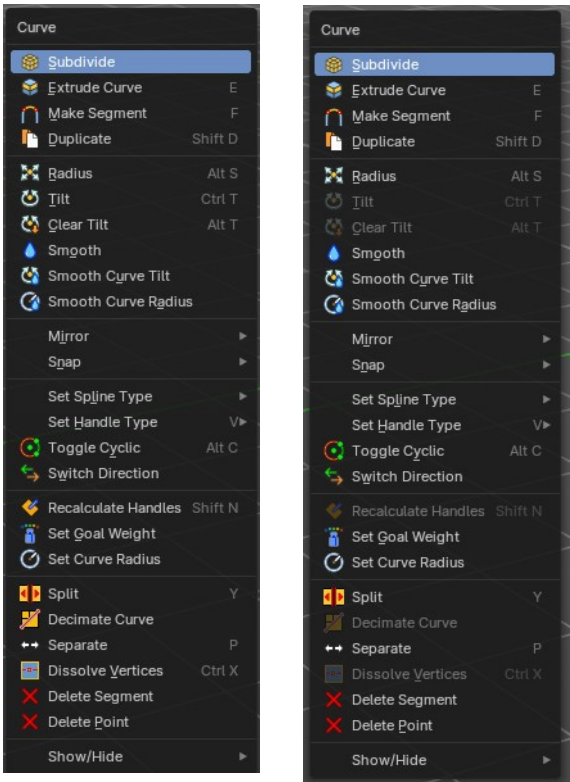 Curve
Subdivide
Extrude Curve E
Make Segment F
Duplicate Shift D
Radius Alt S
Tilt Ctrl T
Clear Tilt Alt T
Smooth
Smooth Curve Tilt
Smooth Curve Radius
Mirror
Snap
Set Spline Type
Set Handle Type V
Toggle Cyclic Alt C
Switch Direction
Recalculate Handles Shift N
Set Goal Weight
Set Curve Radius
Split Y
Decimate Curve
Separate P
Dissolve Vertices Ctrl X
Delete Segment
Delete Point
Show/Hide
Curve
Subdivide
Extrude Curve E
Make Segment F
Duplicate Shift D
Radius Alt S
Tilt Ctrl T
Clear Tilt Alt T
Smooth
Smooth Curve Tilt
Smooth Curve Radius
Mirror
Snap
Set Spline Type
Set Handle Type V
Toggle Cyclic Alt C
Switch Direction
Recalculate Handles Shift N
Set Goal Weight
Set Curve Radius
Split Y
Decimate Curve
Separate P
Dissolve Vertices Ctrl X
Delete Segment
Delete Point
Show/Hide